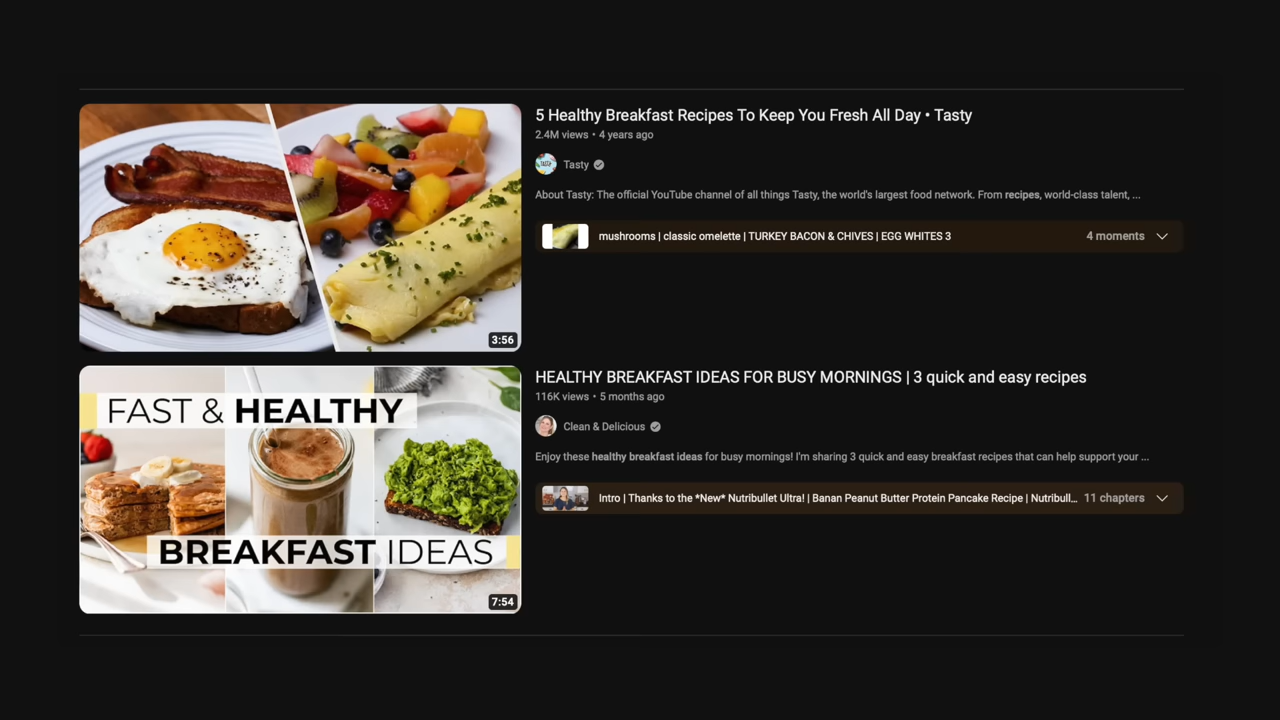 5 Healthy Breakfast Recipes To Keep You Fresh All Day • Tasty
2.4M views • 4 years ago
Tasty
About Tasty: The official YouTube channel of all things Tasty, the world's largest food network. From recipes, world-class talent, ...
mushrooms | classic omelette | TURKEY BACON & CHIVES | EGG WHITES 3
4 moments
3:56
FAST & HEALTHY
BREAKFAST IDEAS
7:54
HEALTHY BREAKFAST IDEAS FOR BUSY MORNINGS | 3 quick and easy recipes
116K views • 5 months ago
Clean & Delicious
Enjoy these healthy breakfast ideas for busy mornings! I'm sharing 3 quick and easy breakfast recipes that can help support your ...
Intro | Thanks to the *New* Nutribullet Ultra! | Banan Peanut Butter Protein Pancake Recipe | Nutribull...
11 chapters